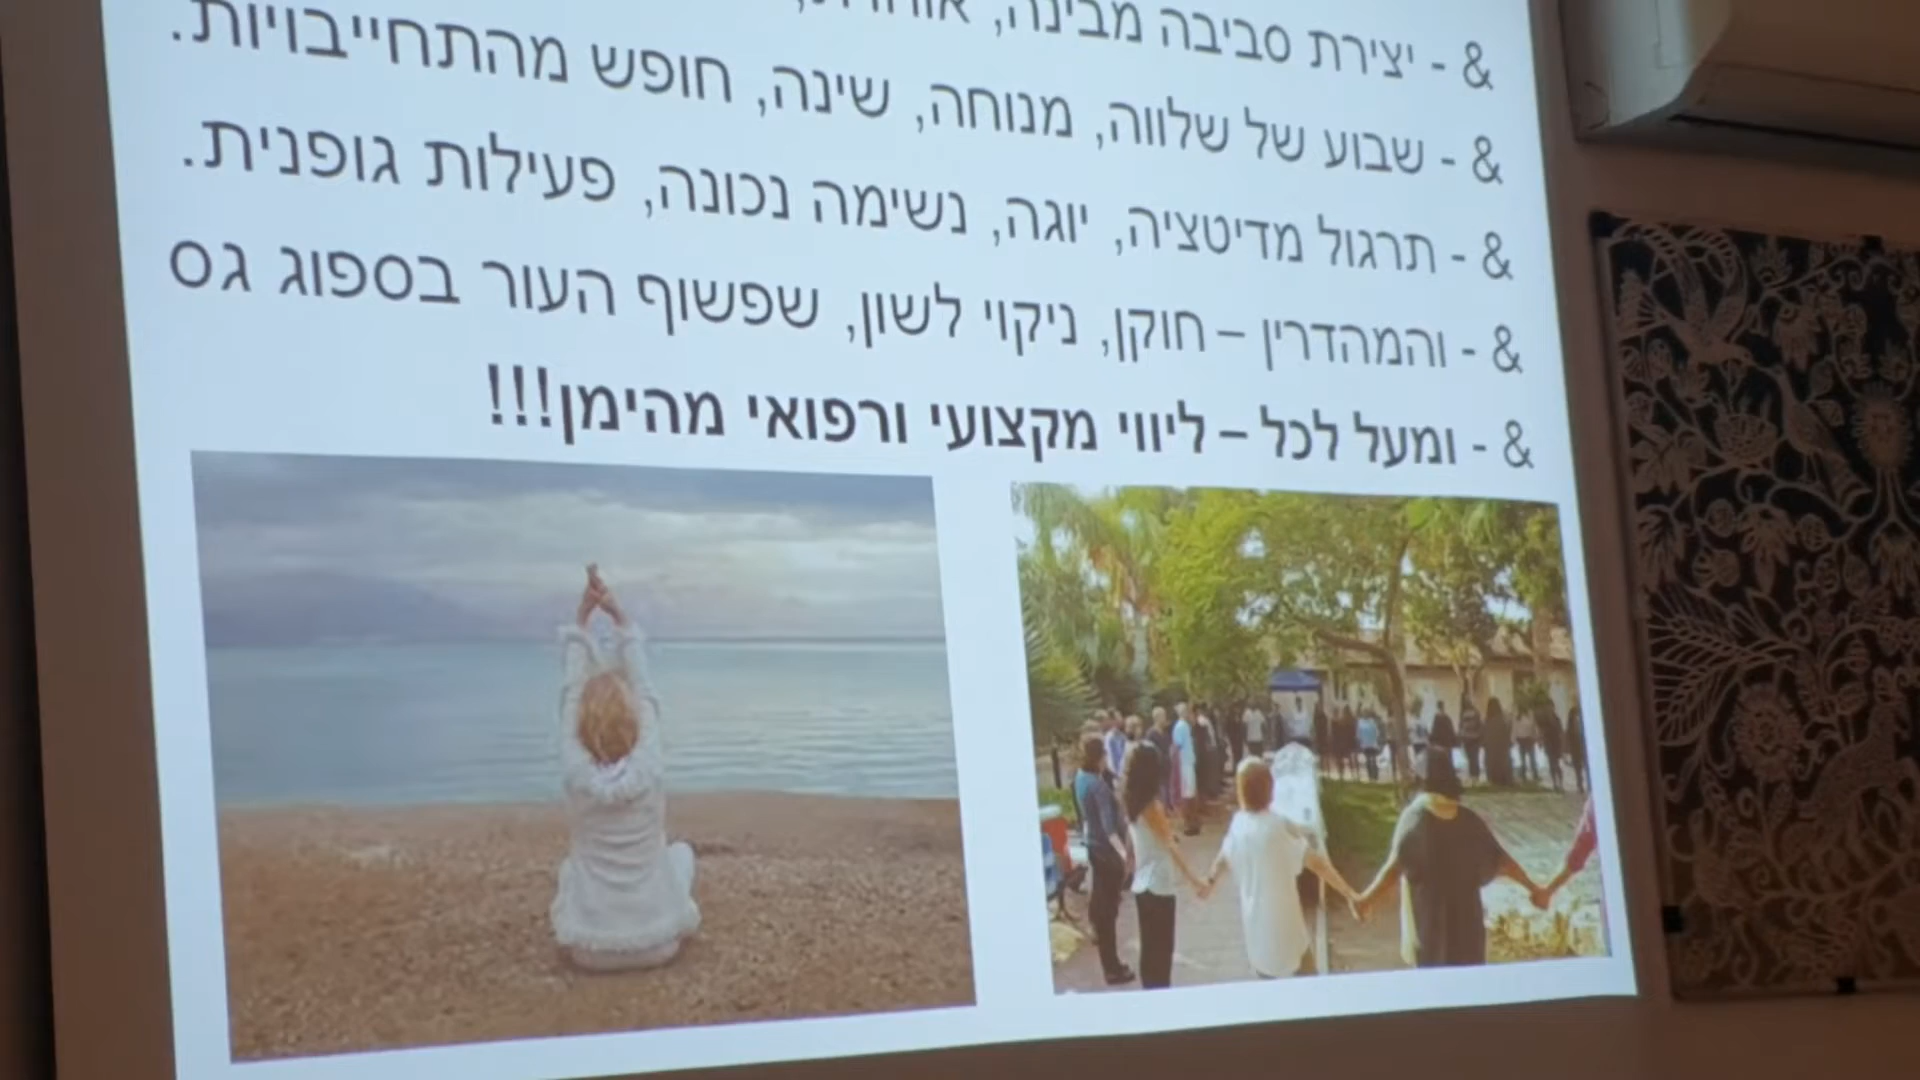 & - יצירת סביבה מבינה,
& - שבוע של שלווה, מנוחה, שינה, חופש מהתחייבויות.
& - תרגול מדיטציה, יוגה, נשימה נכונה, פעילות גופנית.
& - והמהדרין – חוקן, ניקוי לשון, שפשוף העור בספוג גס
& - ומעל לכל – ליווי מקצועי ורפואי מהימן!!!